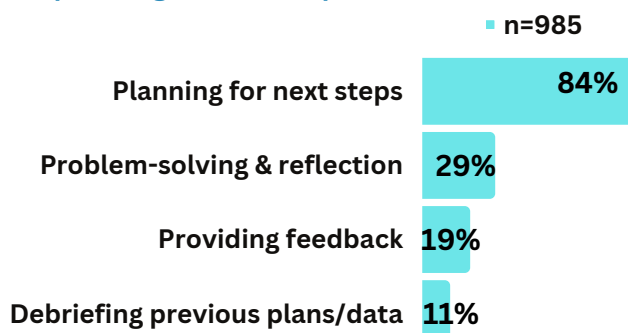 n=985
Planning for next steps 84%
Problem-solving & reflection 29%
Providing feedback 19%
Debriefing previous plans/data 11%